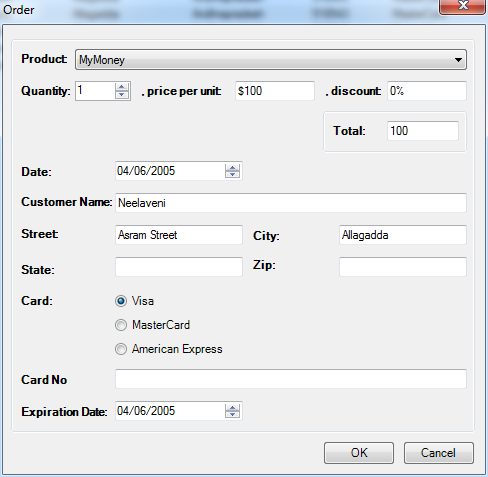 Order
Product: MyMoney
Quantity: 1 , price per unit: $100 , discount: 0%
Total: 100
Date: 04/06/2005
Customer Name: Neelaveni
Street: Asram Street City: Allagadda
State: Zip:
Card: Visa
MasterCard
American Express
Card No
Expiration Date: 04/06/2005
OK Cancel